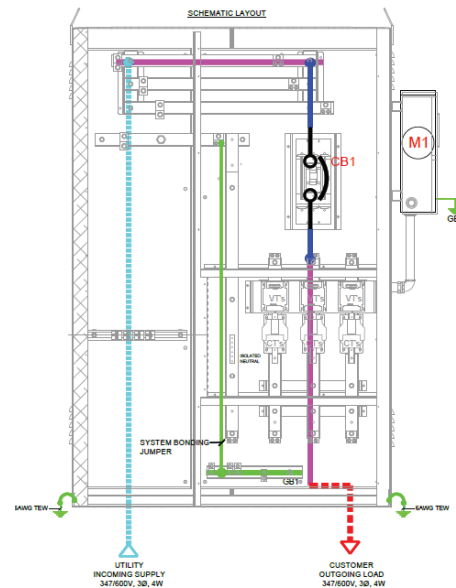 SCHEMATIC LAYOUT
CB1
M1
GB
VT's VT's VT's
CT's CT's CT's
ISOLATED
NEUTRAL
SYSTEM BONDING
JUMPER
GB1
6AWG TEW
6AWG TEW
UTILITY
INCOMING SUPPLY
347/600V, 3Ø, 4W
CUSTOMER
OUTGOING LOAD
347/600V, 3Ø, 4W